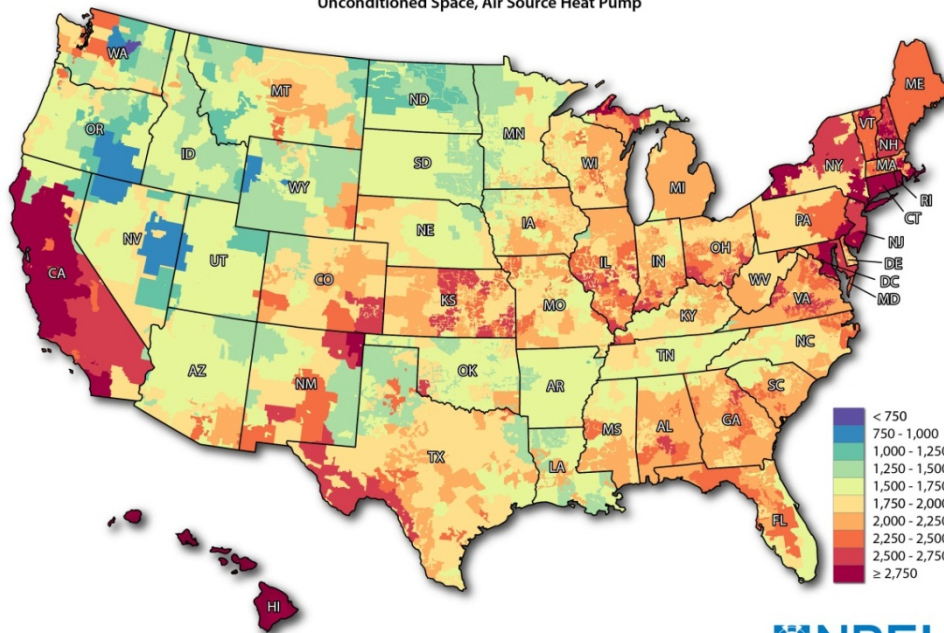 Unconditioned Space, Air Source Heat Pump
WA
MT
ND
MN
ME
VT
NH
OR
ID
WY
SD
WI
MI
NY
MA
RI
CT
NV
UT
NE
IA
PA
NJ
CA
CO
KS
IL
IN
OH
WV
DE
DC
MD
MO
KY
VA
AZ
NM
OK
AR
TN
NC
TX
LA
MS
AL
GA
SC
FL
HI
< 750
750 - 1,000
1,000 - 1,250
1,250 - 1,500
1,500 - 1,750
1,750 - 2,000
2,000 - 2,250
2,250 - 2,500
2,500 - 2,750
≥ 2,750